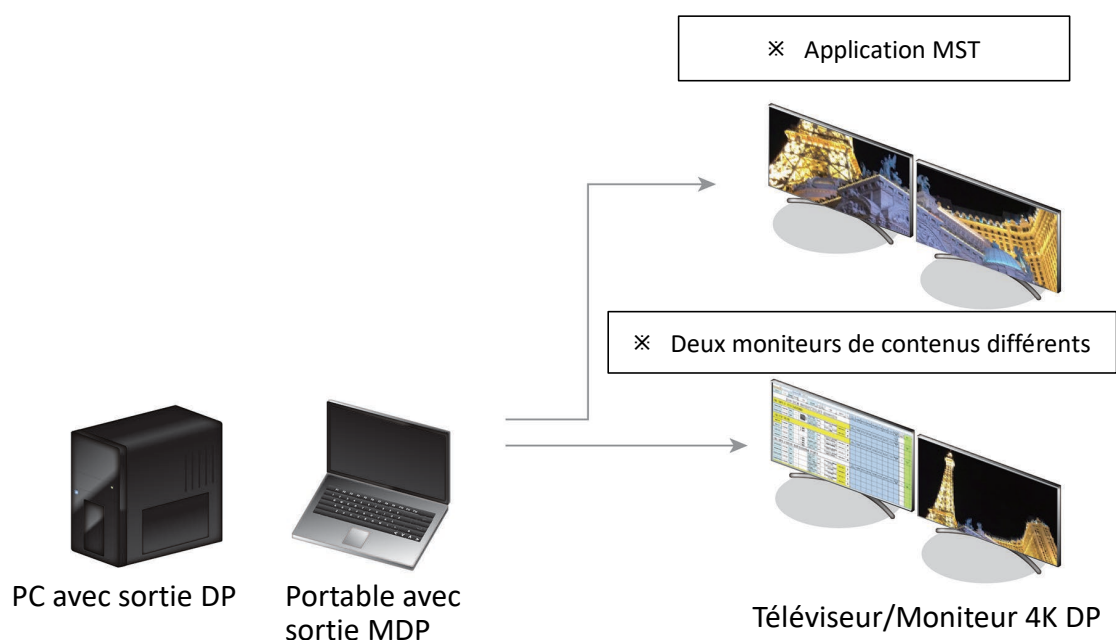 ※ Application MST
※ Deux moniteurs de contenus différents
PC avec sortie DP
Portable avec
sortie MDP
Téléviseur/Moniteur 4K DP